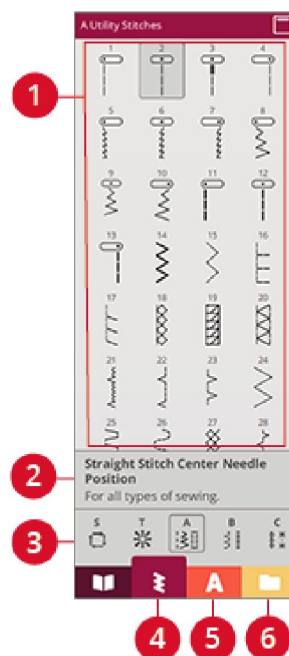 A Utility Stitches
1 2 3 4
1
5 6 7 8
9 10 11 12
13 14 15 16
17 18 19 20
21 22 23 24
25 26 27 28
Straight Stitch Center Needle
Position
2
For all types of sewing.
S T A B C
3
A
4 5 6